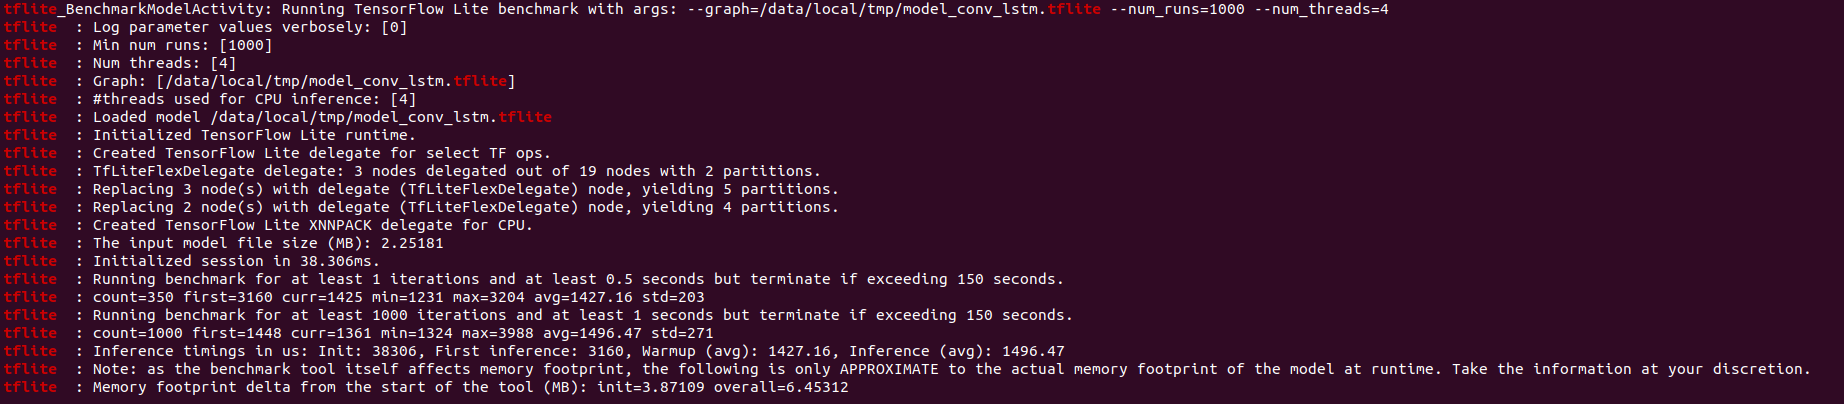 tflite_BenchmarkModelActivity: Running TensorFlow Lite benchmark with args: --graph=/data/local/tmp/model_conv_lstm.tflite --num_runs=1000 --num_threads=4
tflite  : Log parameter values verbosely: [0]
tflite  : Min num runs: [1000]
tflite  : Num threads: [4]
tflite  : Graph: [/data/local/tmp/model_conv_lstm.tflite]
tflite  : #threads used for CPU inference: [4]
tflite  : Loaded model /data/local/tmp/model_conv_lstm.tflite
tflite  : Initialized TensorFlow Lite runtime.
tflite  : Created TensorFlow Lite delegate for select TF ops.
tflite  : TfLiteFlexDelegate delegate: 3 nodes delegated out of 19 nodes with 2 partitions.
tflite  : Replacing 3 node(s) with delegate (TfLiteFlexDelegate) node, yielding 5 partitions.
tflite  : Replacing 2 node(s) with delegate (TfLiteFlexDelegate) node, yielding 4 partitions.
tflite  : Created TensorFlow Lite XNNPACK delegate for CPU.
tflite  : The input model file size (MB): 2.25181
tflite  : Initialized session in 38.306ms.
tflite  : Running benchmark for at least 1 iterations and at least 0.5 seconds but terminate if exceeding 150 seconds.
tflite  : count=350 first=3160 curr=1425 min=1231 max=3204 avg=1427.16 std=203
tflite  : Running benchmark for at least 1000 iterations and at least 1 seconds but terminate if exceeding 150 seconds.
tflite  : count=1000 first=1448 curr=1361 min=1324 max=3988 avg=1496.47 std=271
tflite  : Inference timings in us: Init: 38306, First inference: 3160, Warmup (avg): 1427.16, Inference (avg): 1496.47
tflite  : Note: as the benchmark tool itself affects memory footprint, the following is only APPROXIMATE to the actual memory footprint of the model at runtime. Take the information at your discretion.
tflite  : Memory footprint delta from the start of the tool (MB): init=3.87109 overall=6.45312